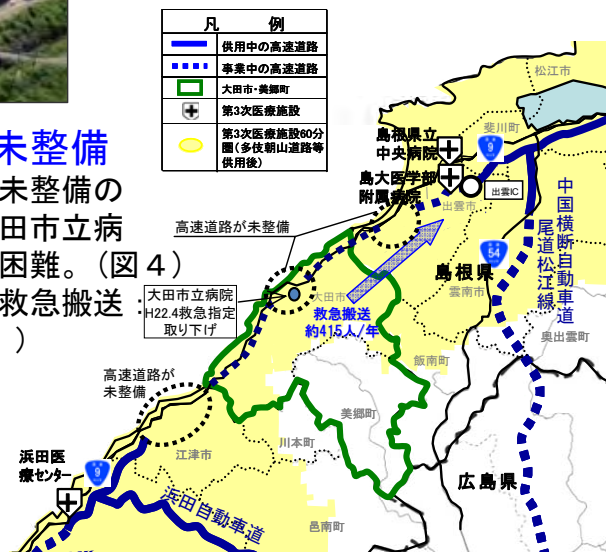 凡　例
供用中の高速道路
事業中の高速道路
大田市・美郷町
第3次医療施設
第3次医療施設60分
圏(多伎朝山道路等
供用後)
未整備
未整備の
田市立病
困難。(図４)
救急搬送：
)
松江市
斐川町
島根県立
中央病院
9
島大医学部
附属病院
出雲IC
出雲市
高速道路が未整備
中国横断自動車道
尾道松江線
54
島根県
雲南市
大田市立病院
H22.4救急指定
取り下げ
大田市
救急搬送
約415人/年
奥出雲町
飯南町
高速道路が
未整備
美郷町
川本町
江津市
浜田医
療センター
9
広島県
浜田自動車道
邑南町